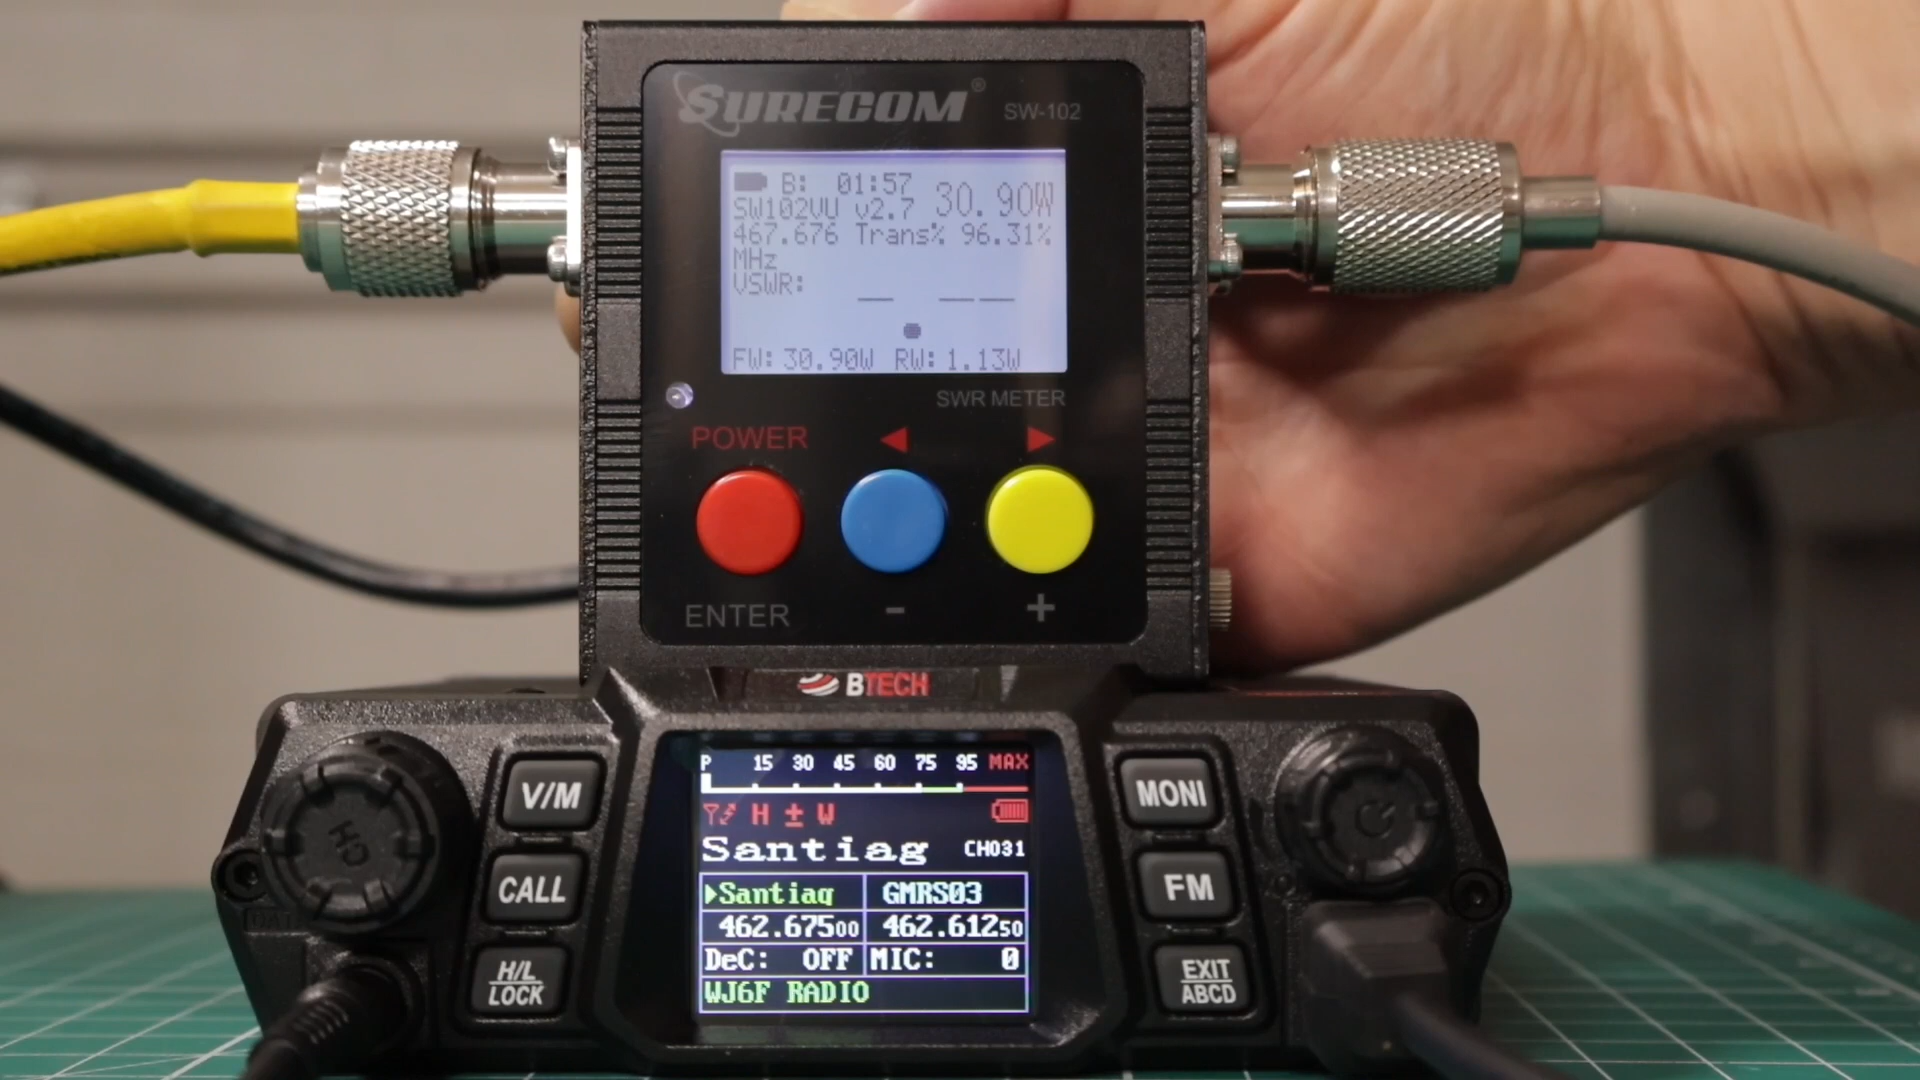 SURECOM® SW-102
B: 01:57 30.90W
SW102VU v2.7
467.676 Trans% 96.31%
MHz
VSWR: _ _ _
FW: 30.90W RW: 1.13W
SWR METER
POWER
ENTER - +
BTECH
P 15 30 45 60 75 95 MAX
H ± W
Santiag CH031
Santiag GMRS03
462.67500 462.61250
DeC: OFF MIC: 0
WJ6F RADIO
V/M
CALL
H/L
LOCK
MONI
FM
EXIT
ABCD
CH